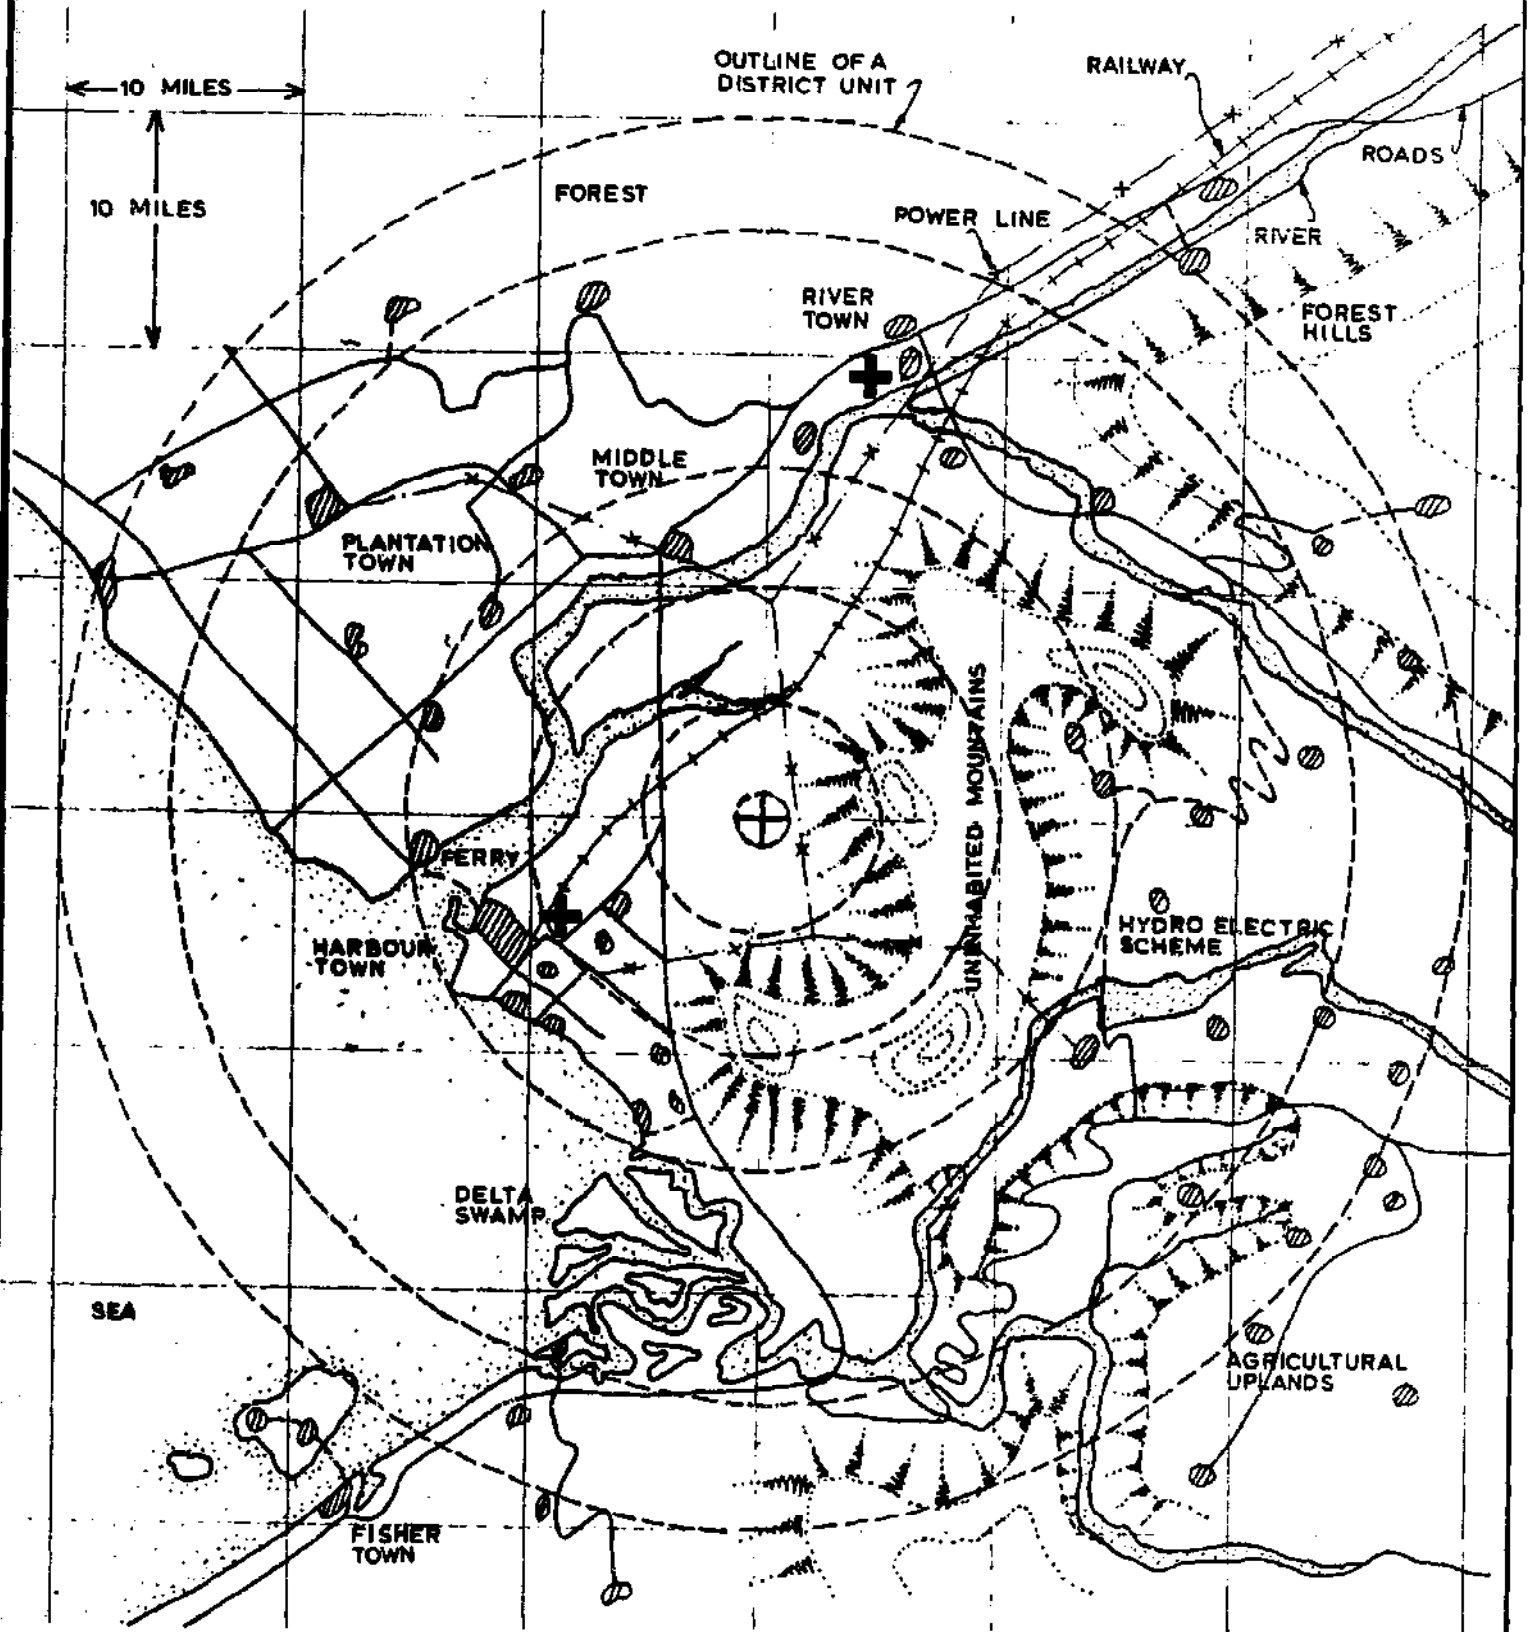 OUTLINE OF A
DISTRICT UNIT
RAILWAY
10 MILES
ROADS
10 MILES
FOREST
POWER LINE
RIVER
RIVER
TOWN
FOREST
HILLS
MIDDLE
TOWN
PLANTATION
TOWN
UNINHABITED MOUNTAINS
FERRY
HYDRO ELECTRIC
SCHEME
HARBOUR
TOWN
DELTA
SWAMP
SEA
AGRICULTURAL
UPLANDS
FISHER
TOWN